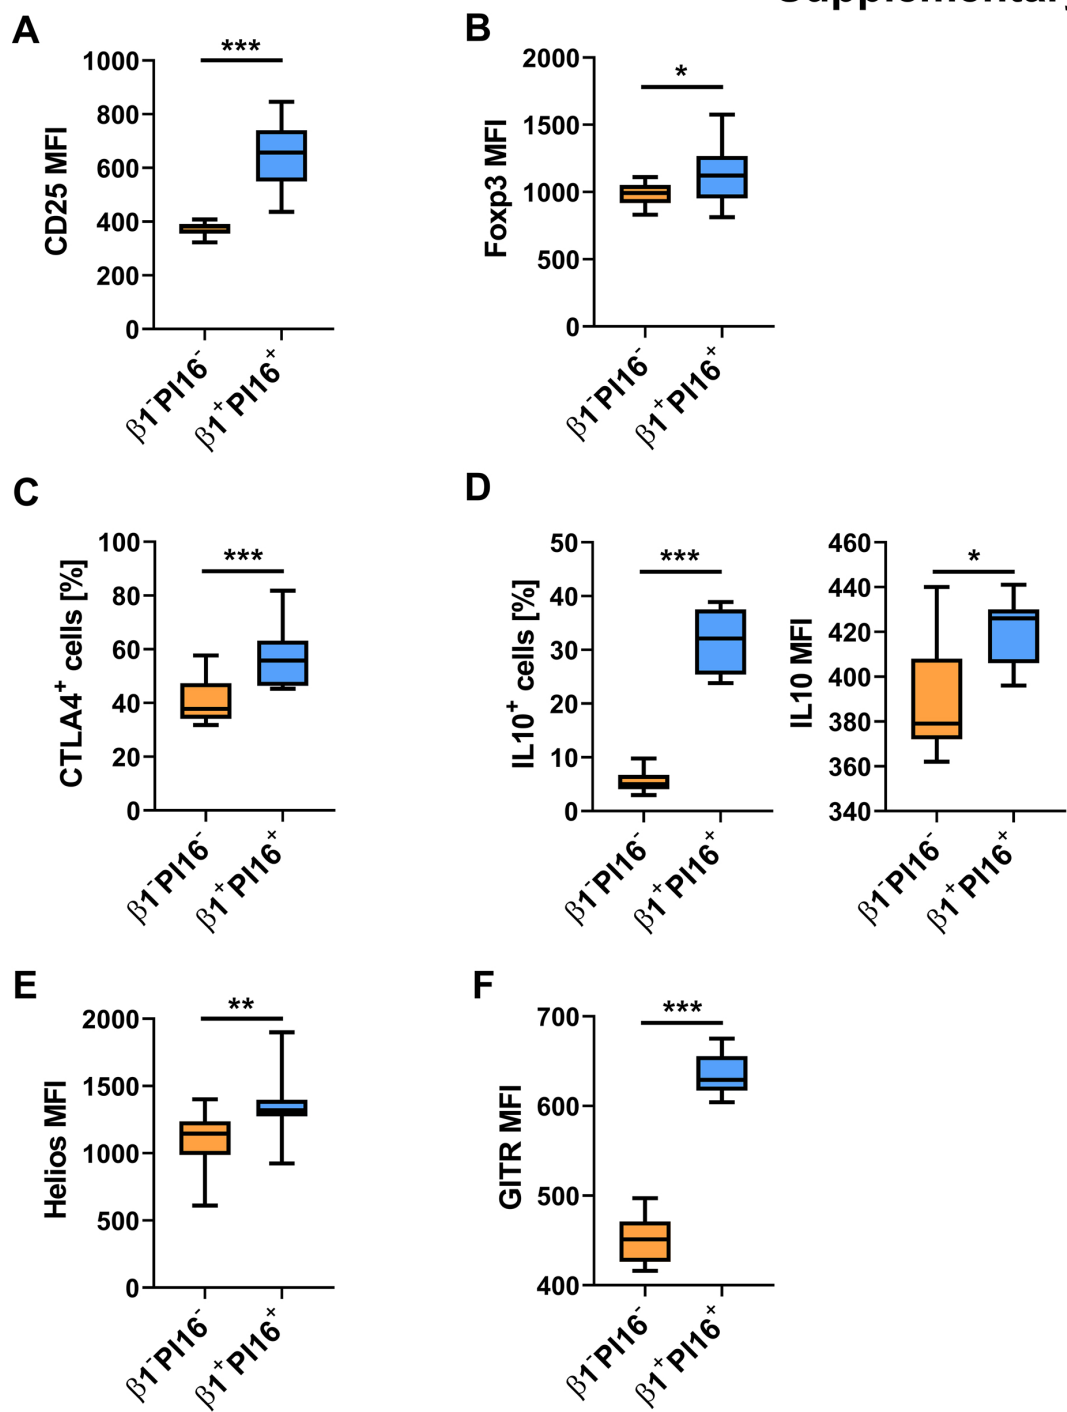 Supplementary
A
CD25 MFI
***
1000
800
600
400
200
0
β1⁻PI16⁻
β1⁺PI16⁺
B
Foxp3 MFI
*
2000
1500
1000
500
0
β1⁻PI16⁻
β1⁺PI16⁺
C
CTLA4⁺ cells [%]
***
100
80
60
40
20
0
β1⁻PI16⁻
β1⁺PI16⁺
D
IL10⁺ cells [%]
***
50
40
30
20
10
0
β1⁻PI16⁻
β1⁺PI16⁺
IL10 MFI
*
460
440
420
400
380
360
340
β1⁻PI16⁻
β1⁺PI16⁺
E
Helios MFI
**
2000
1500
1000
500
0
β1⁻PI16⁻
β1⁺PI16⁺
F
GITR MFI
***
700
600
500
400
β1⁻PI16⁻
β1⁺PI16⁺